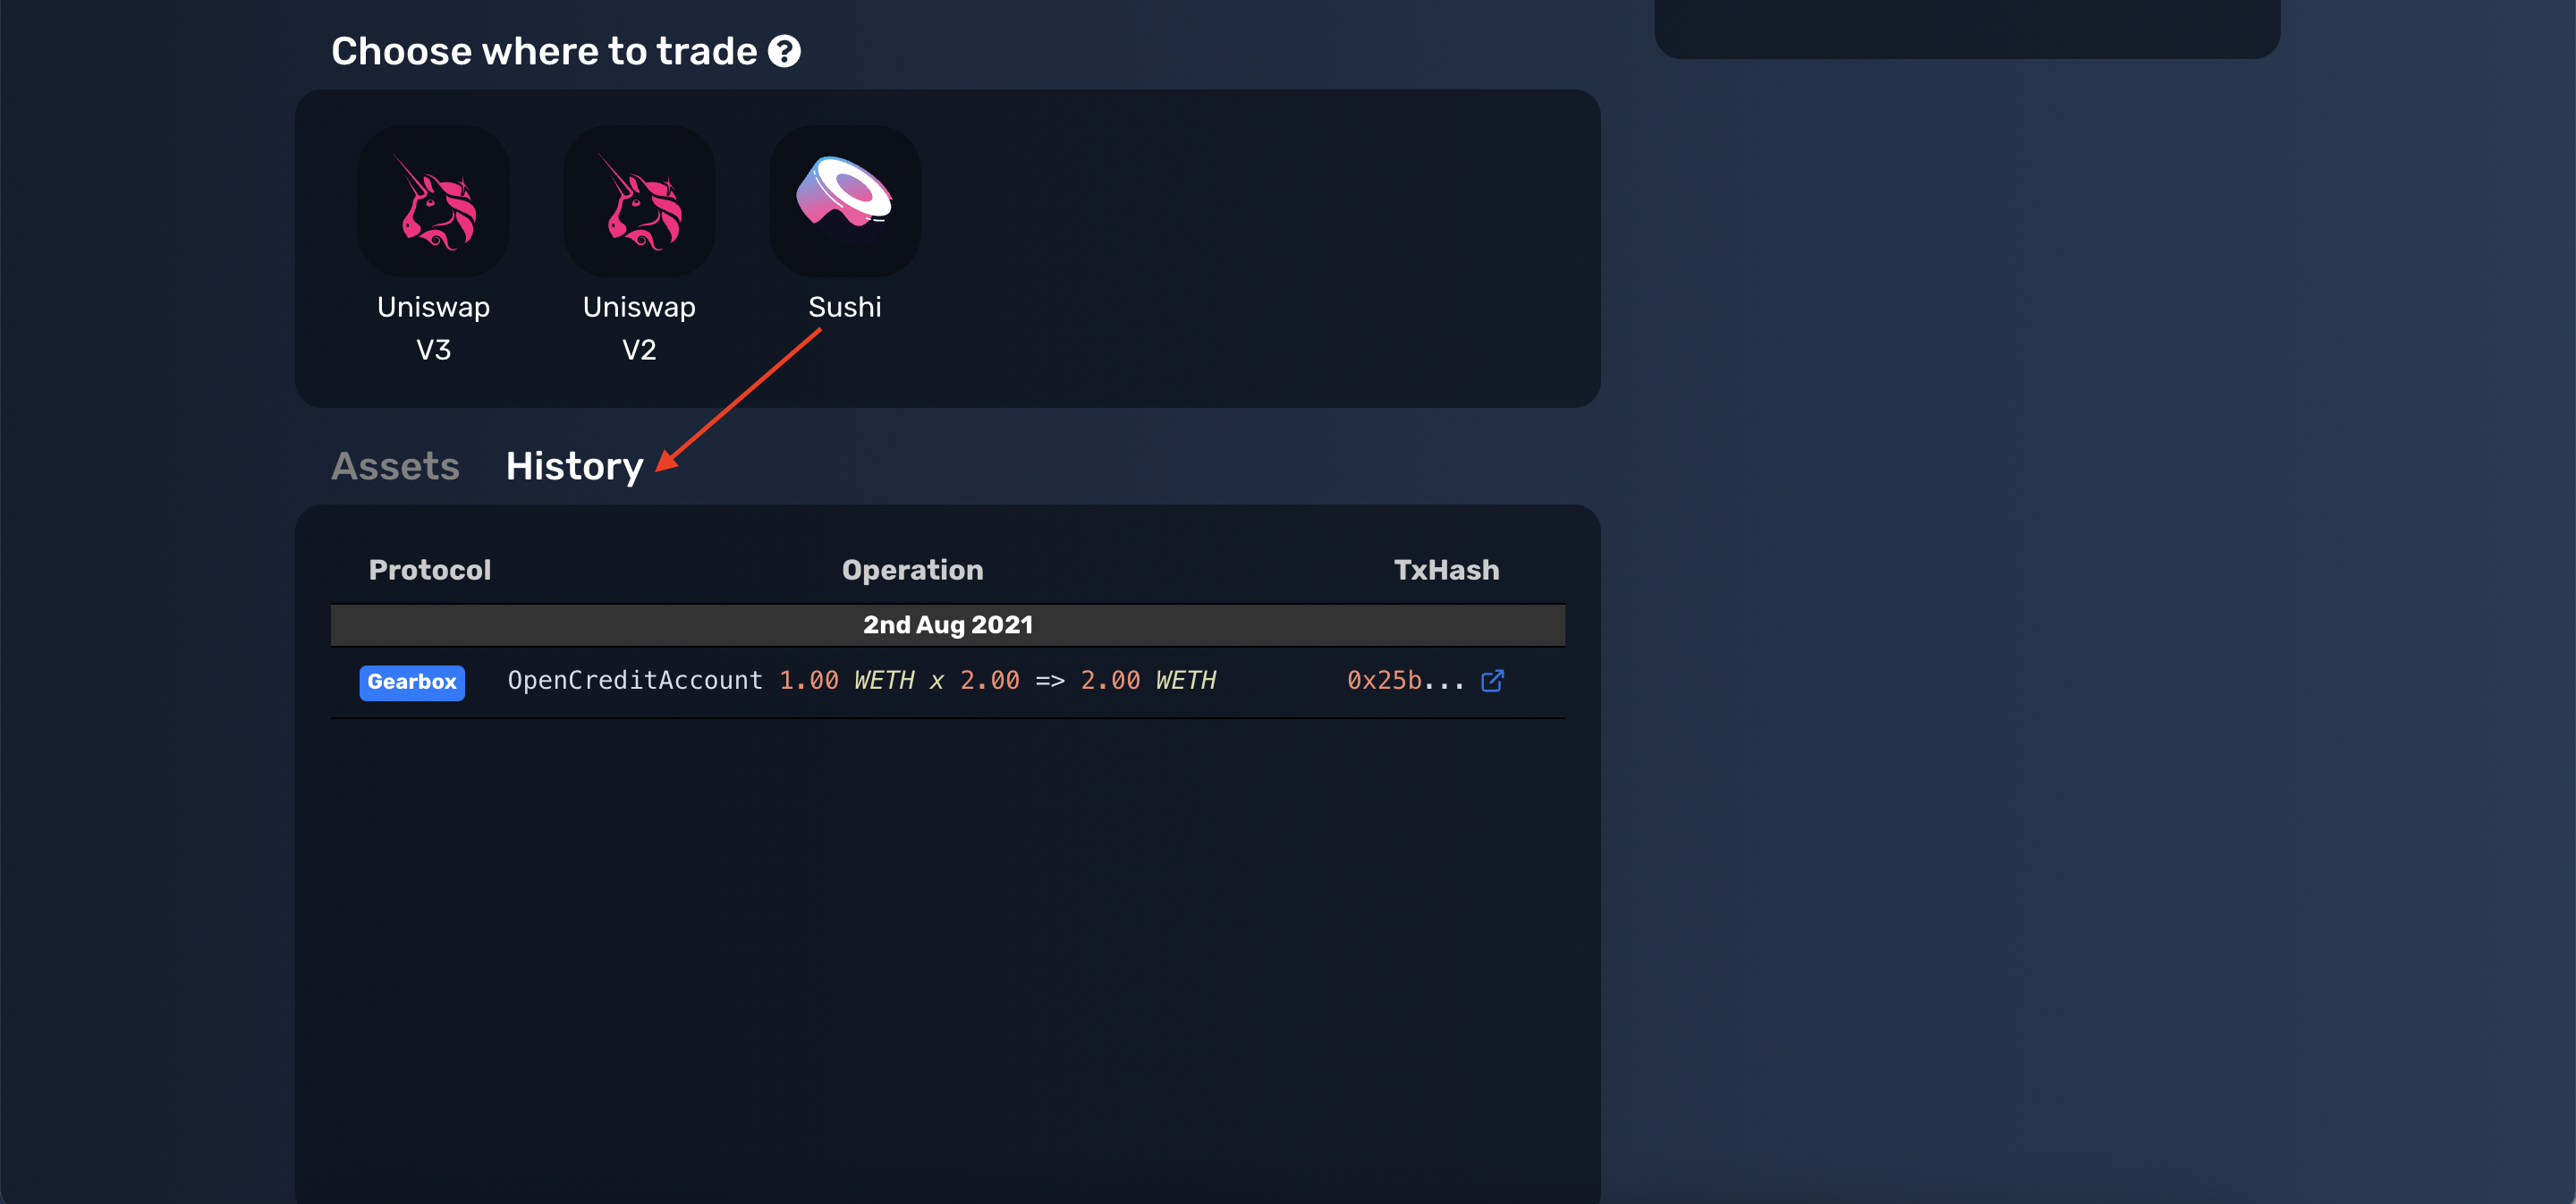 Choose where to trade ?
Uniswap
V3
Uniswap
V2
Sushi
Assets History
Protocol Operation TxHash
2nd Aug 2021
Gearbox OpenCreditAccount 1.00 WETH x 2.00 => 2.00 WETH 0x25b...